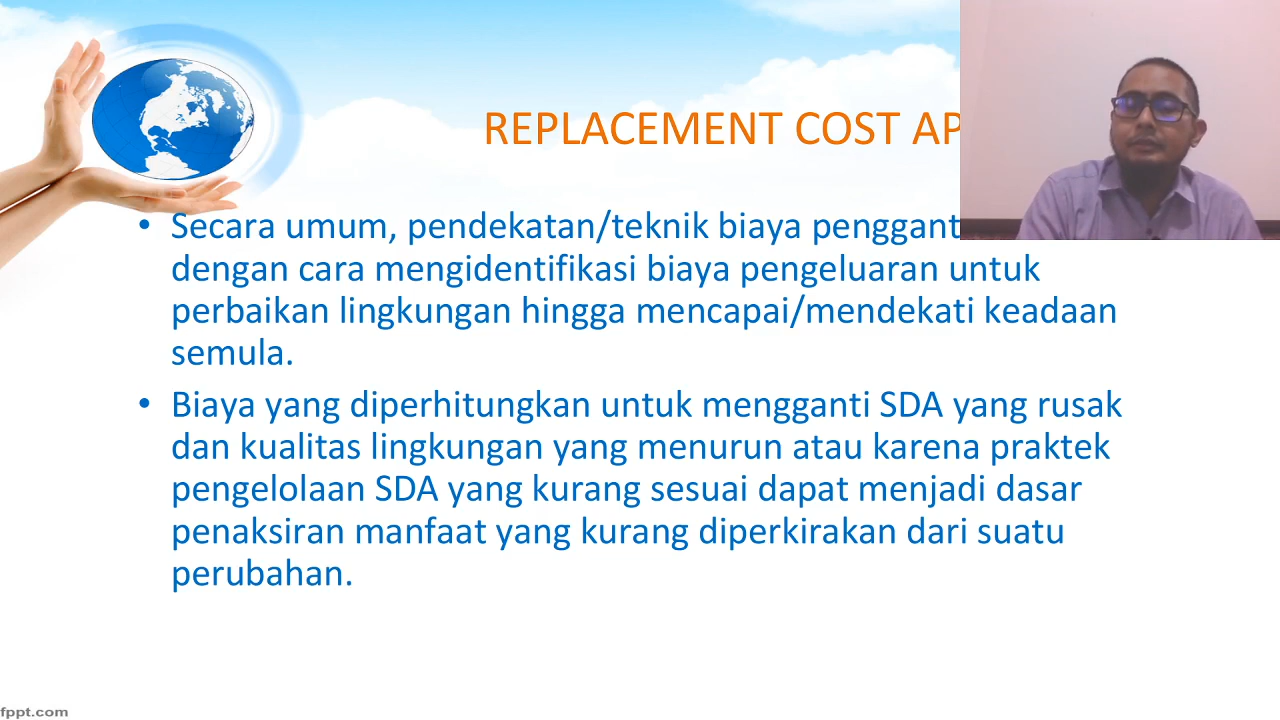 REPLACEMENT COST AP
• Secara umum, pendekatan/teknik biaya penggant
dengan cara mengidentifikasi biaya pengeluaran untuk
perbaikan lingkungan hingga mencapai/mendekati keadaan
semula.
• Biaya yang diperhitungkan untuk mengganti SDA yang rusak
dan kualitas lingkungan yang menurun atau karena praktek
pengelolaan SDA yang kurang sesuai dapat menjadi dasar
penaksiran manfaat yang kurang diperkirakan dari suatu
perubahan.
fppt.com